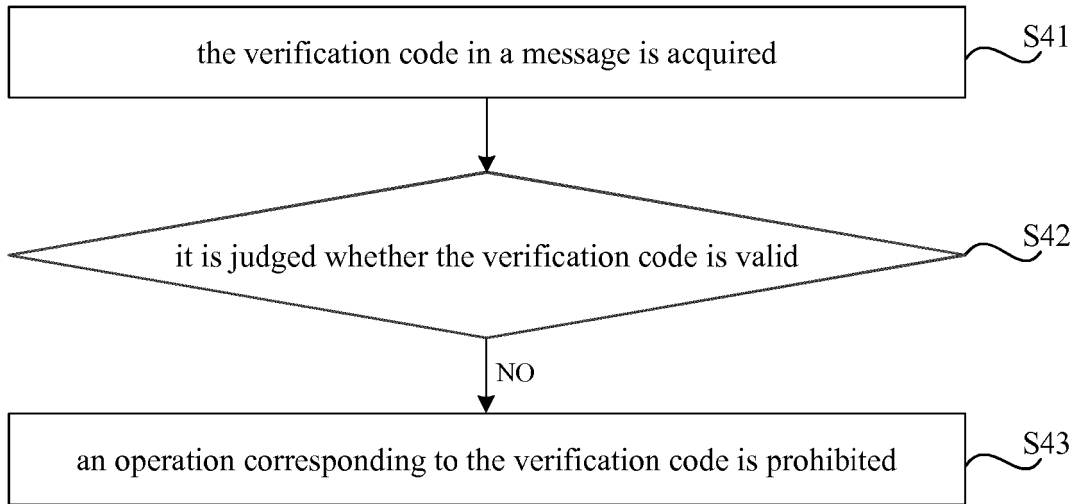 the verification code in a message is acquired
S41
it is judged whether the verification code is valid
S42
NO
an operation corresponding to the verification code is prohibited
S43